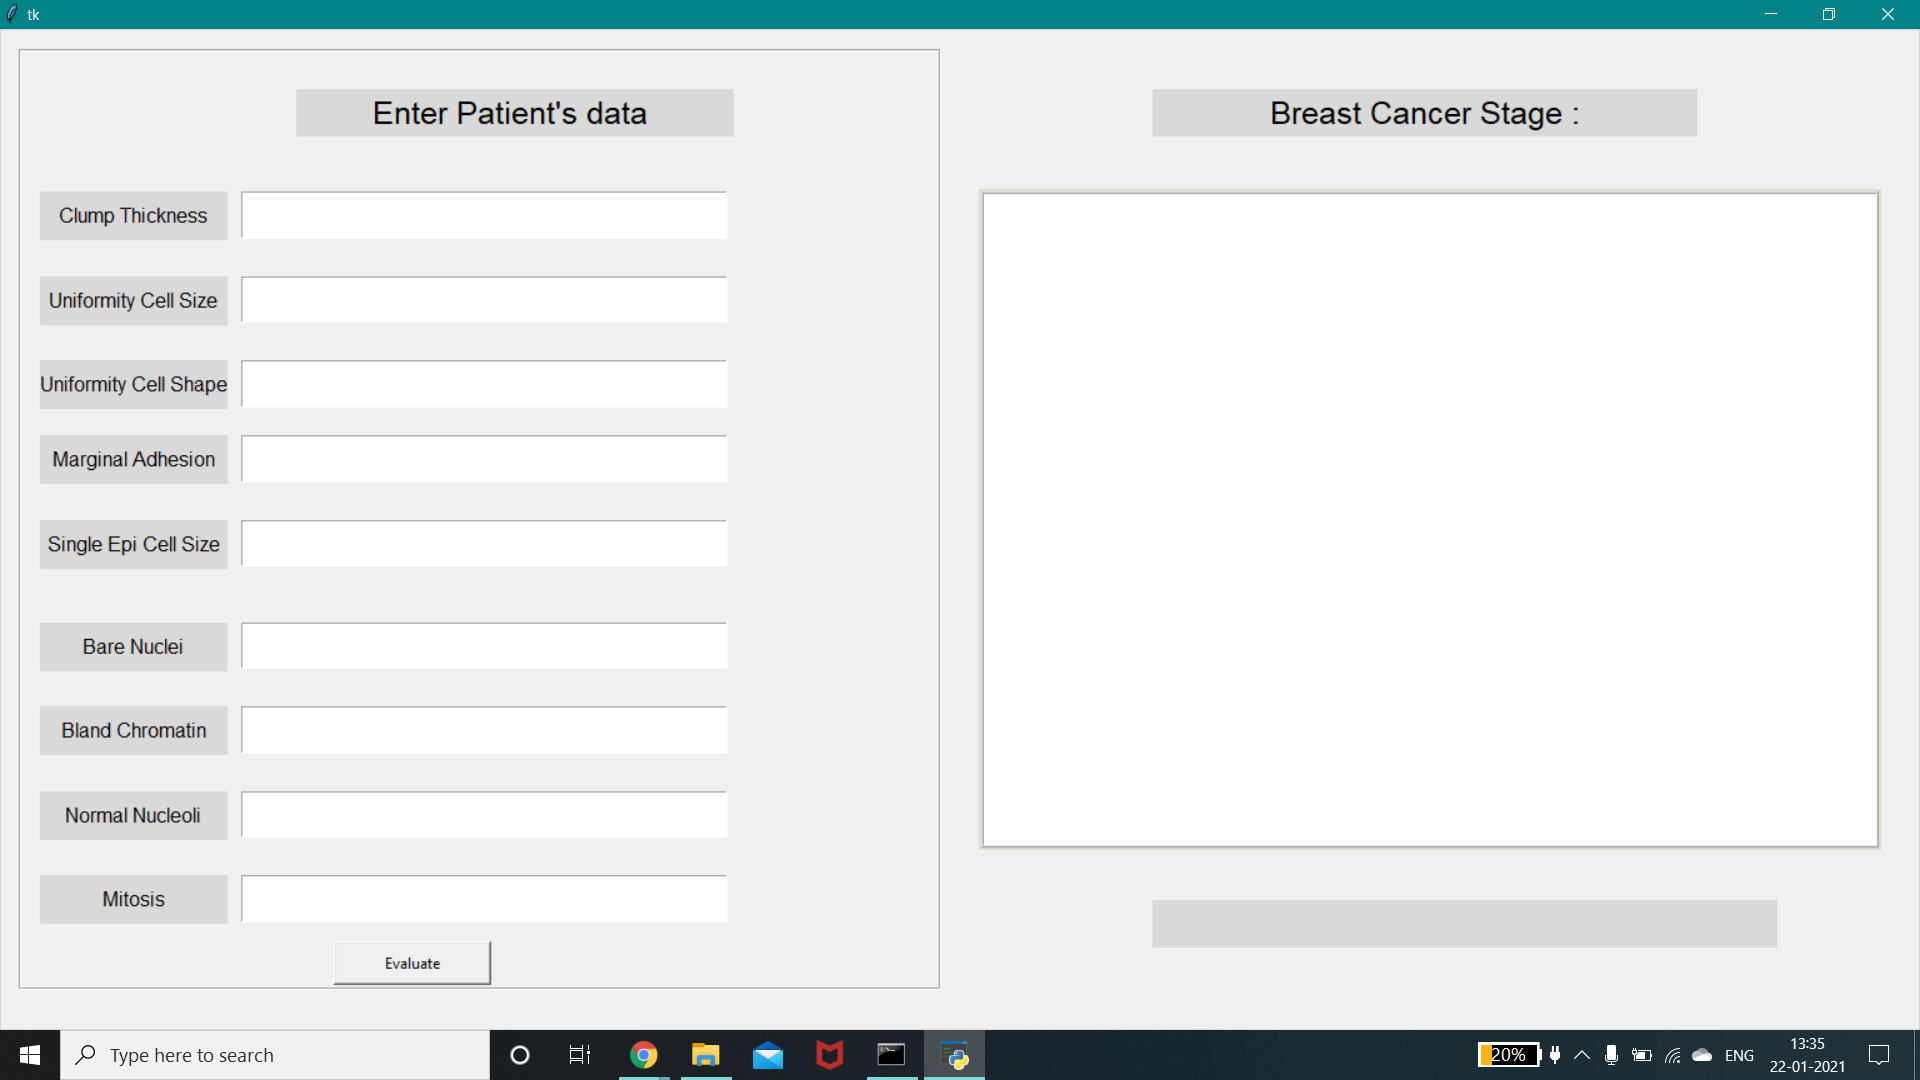 tk
Enter Patient's data
Clump Thickness
Uniformity Cell Size
Uniformity Cell Shape
Marginal Adhesion
Single Epi Cell Size
Bare Nuclei
Bland Chromatin
Normal Nucleoli
Mitosis
Evaluate
Breast Cancer Stage :
Type here to search
20%
ENG
13:35
22-01-2021